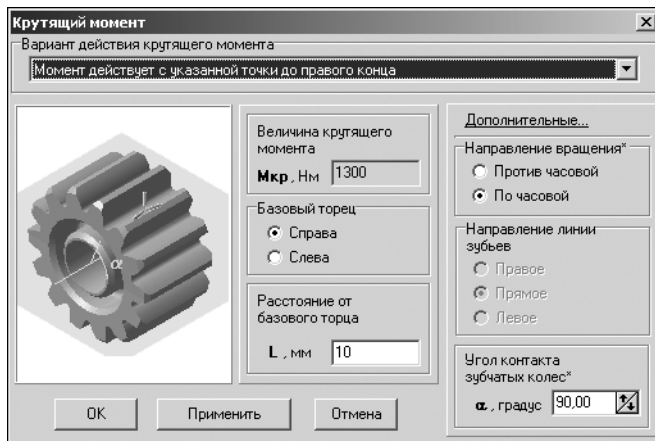 Крутящий момент
Вариант действия крутящего момента
Момент действует с указанной точки до правого конца
α
Величина крутящего
момента
Мкр , Нм 1300
Базовый торец
Справа
Слева
Расстояние от
базового торца
L , мм 10
Дополнительные...
Направление вращения*
Против часовой
По часовой
Направление линии
зубьев
Правое
Прямое
Левое
Угол контакта
зубчатых колес*
α , градус 90,00
OK
Применить
Отмена